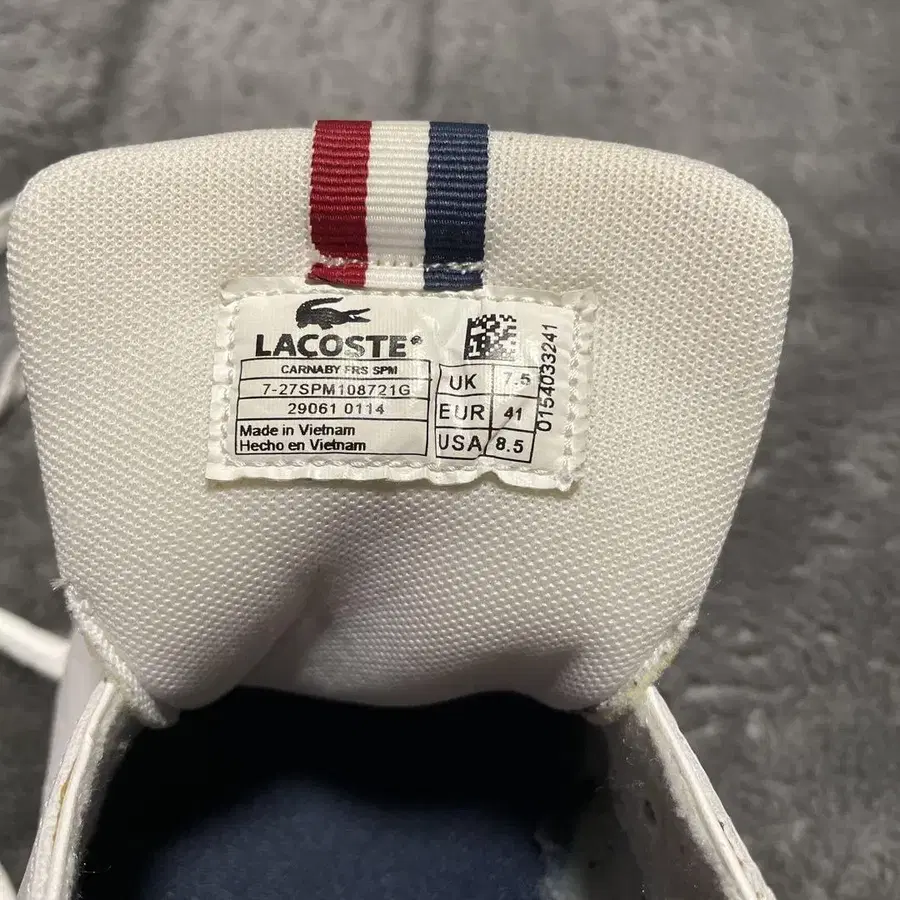 LACOSTE
CARNABY FRS SPM
7-27SPM108721G
29061 0114
Made in Vietnam
Hecho en Vietnam
UK 7.5
EUR 41
USA 8.5
0154033241